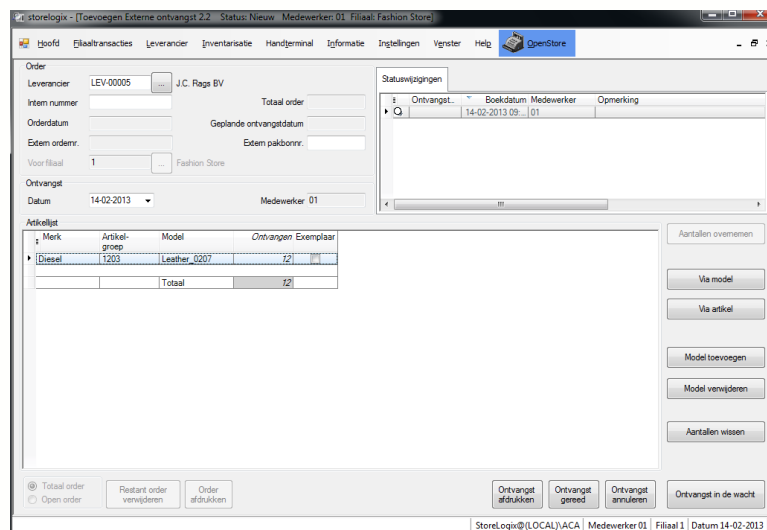 storelogix - [Toevoegen Externe ontvangst 2.2 Status: Nieuw Medewerker: 01 Filiaal: Fashion Store]
Hoofd Filiaaltransacties Leverancier Inventarisatie Handterminal Informatie Instellingen Venster Help OpenStore
Order
Leverancier LEV-00005 ... J.C. Rags BV
Intern nummer Totaal order
Orderdatum Geplande ontvangstdatum
Extern ordernr. Extern pakbonnr.
Voor filiaal 1 ... Fashion Store
Statuswijzigingen
Ontvangst... Boekdatum Medewerker Opmerking
14-02-2013 09:... 01
Ontvangst
Datum 14-02-2013 Medewerker 01
Artikellijst
Merk Artikel-groep Model Ontvangen Exemplaar
Diesel 1203 Leather_0207 12
Totaal 12
Aantallen overnemen
Via model
Via artikel
Model toevoegen
Model verwijderen
Aantallen wissen
Totaal order
Open order
Restant order verwijderen
Order afdrukken
Ontvangst afdrukken
Ontvangst gereed
Ontvangst annuleren
Ontvangst in de wacht
StoreLogix@(LOCAL)\ACA Medewerker 01 Filiaal 1 Datum 14-02-2013